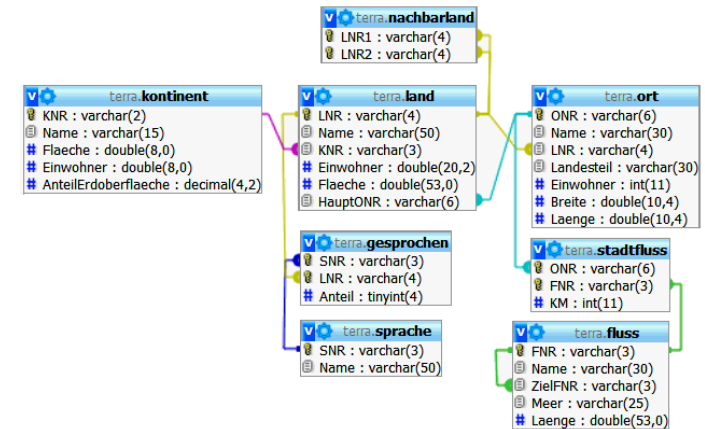 terra.nachbarland
LNR1 : varchar(4)
LNR2 : varchar(4)
terra.kontinent
KNR : varchar(2)
Name : varchar(15)
# Flaeche : double(8,0)
# Einwohner : double(8,0)
# AnteilErdoberflaeche : decimal(4,2)
terra.land
LNR : varchar(4)
Name : varchar(50)
KNR : varchar(3)
# Einwohner : double(20,2)
# Flaeche : double(53,0)
HauptONR : varchar(6)
terra.ort
ONR : varchar(6)
Name : varchar(30)
LNR : varchar(4)
Landesteil : varchar(30)
# Einwohner : int(11)
# Breite : double(10,4)
# Laenge : double(10,4)
terra.gesprochen
SNR : varchar(3)
LNR : varchar(4)
# Anteil : tinyint(4)
terra.stadtfluss
ONR : varchar(6)
FNR : varchar(3)
# KM : int(11)
terra.sprache
SNR : varchar(3)
Name : varchar(50)
terra.fluss
FNR : varchar(3)
Name : varchar(30)
ZielFNR : varchar(3)
Meer : varchar(25)
# Laenge : double(53,0)